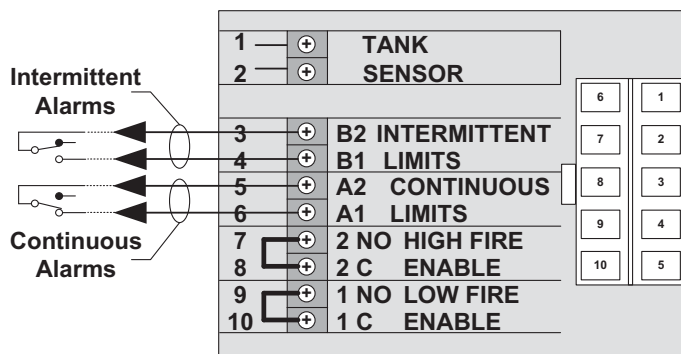 Intermittent
Alarms
Continuous
Alarms
1 TANK
2 SENSOR
3 B2 INTERMITTENT
4 B1 LIMITS
5 A2 CONTINUOUS
6 A1 LIMITS
7 2 NO HIGH FIRE
8 2 C ENABLE
9 1 NO LOW FIRE
10 1 C ENABLE
6 1
7 2
8 3
9 4
10 5